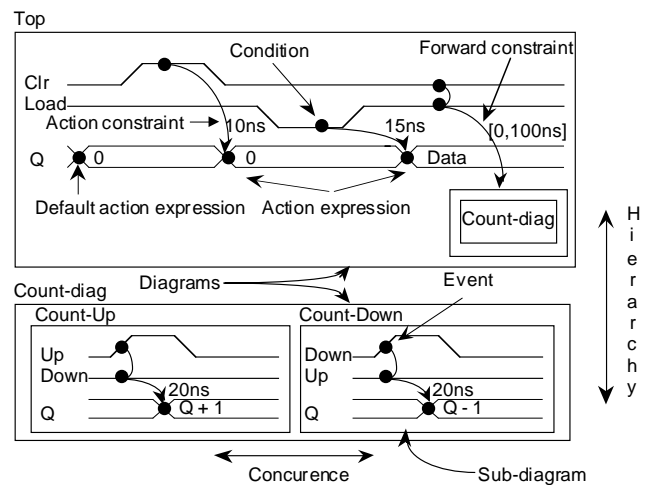 Top
Condition
Forward constraint
Clr
Load
Action constraint
10ns
15ns
[0,100ns]
Q
0
0
Data
Default action expression
Action expression
Count-diag
Hierarchy
Diagrams
Event
Count-diag
Count-Up
Count-Down
Up
Down
20ns
Q
Q + 1
Down
Up
20ns
Q
Q - 1
Concurence
Sub-diagram